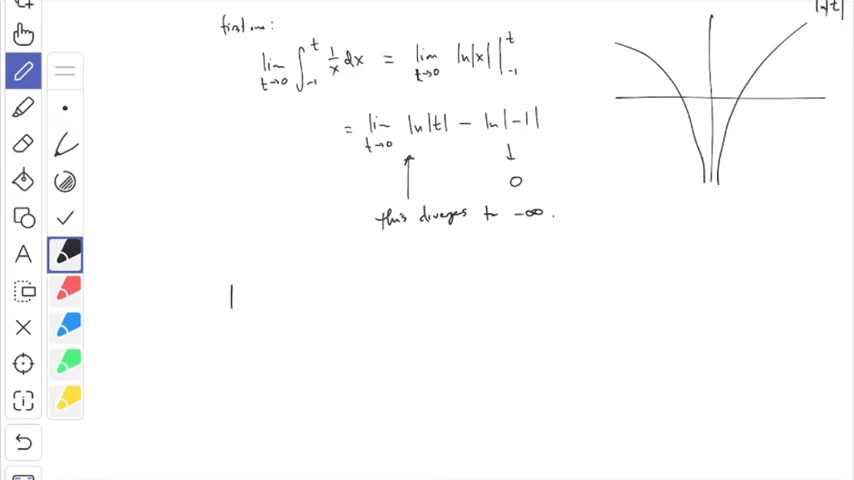 first one:
lim t→0 ∫_{-1}^{t} 1/x dx = lim t→0 ln|x| |_{-1}^{t}
= lim t→0 ln|t| − ln|−1|
0
this diverges to −∞.
ln|t|
A